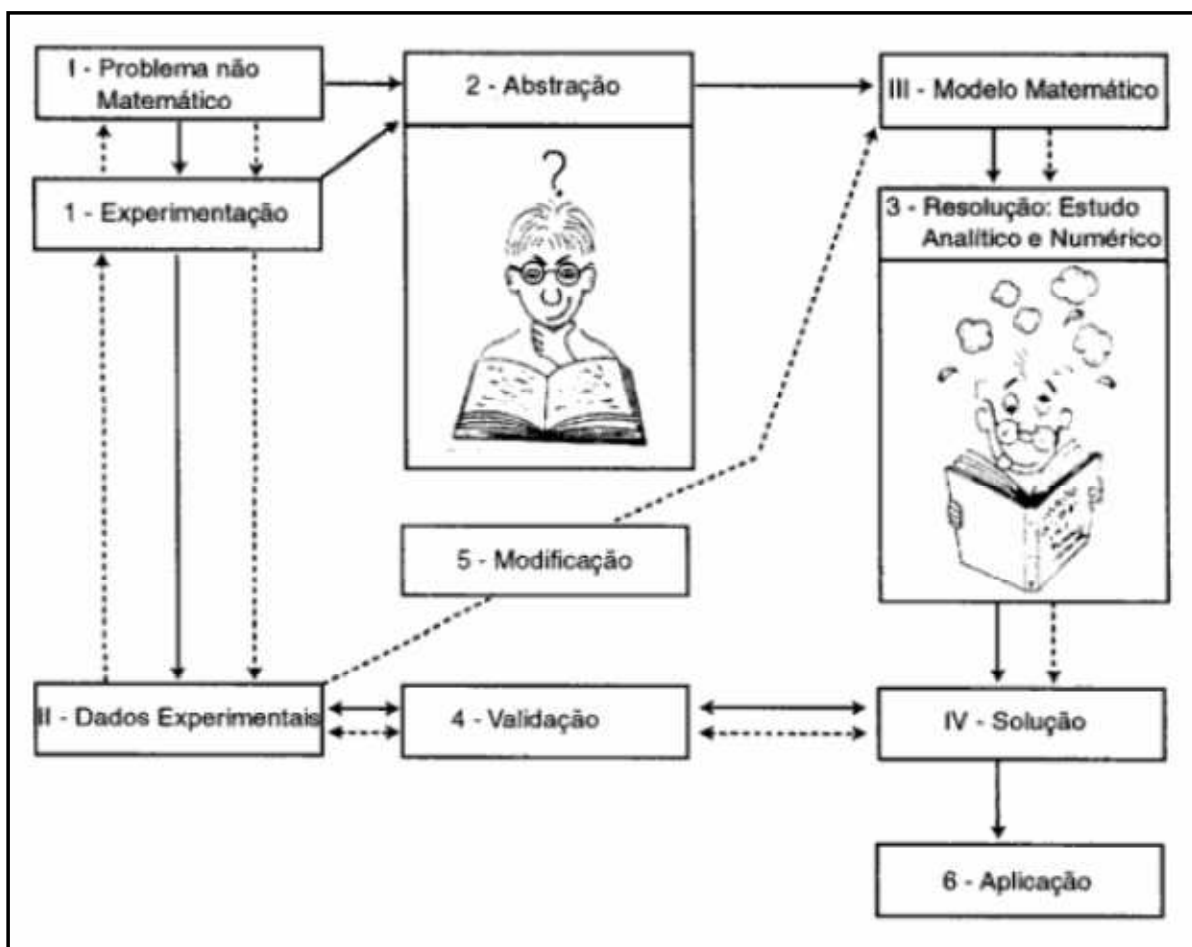 I - Problema não
Matemático
2 - Abstração
III - Modelo Matemático
1 - Experimentação
?
3 - Resolução: Estudo
Analítico e Numérico
5 - Modificação
II - Dados Experimentais
4 - Validação
IV - Solução
6 - Aplicação